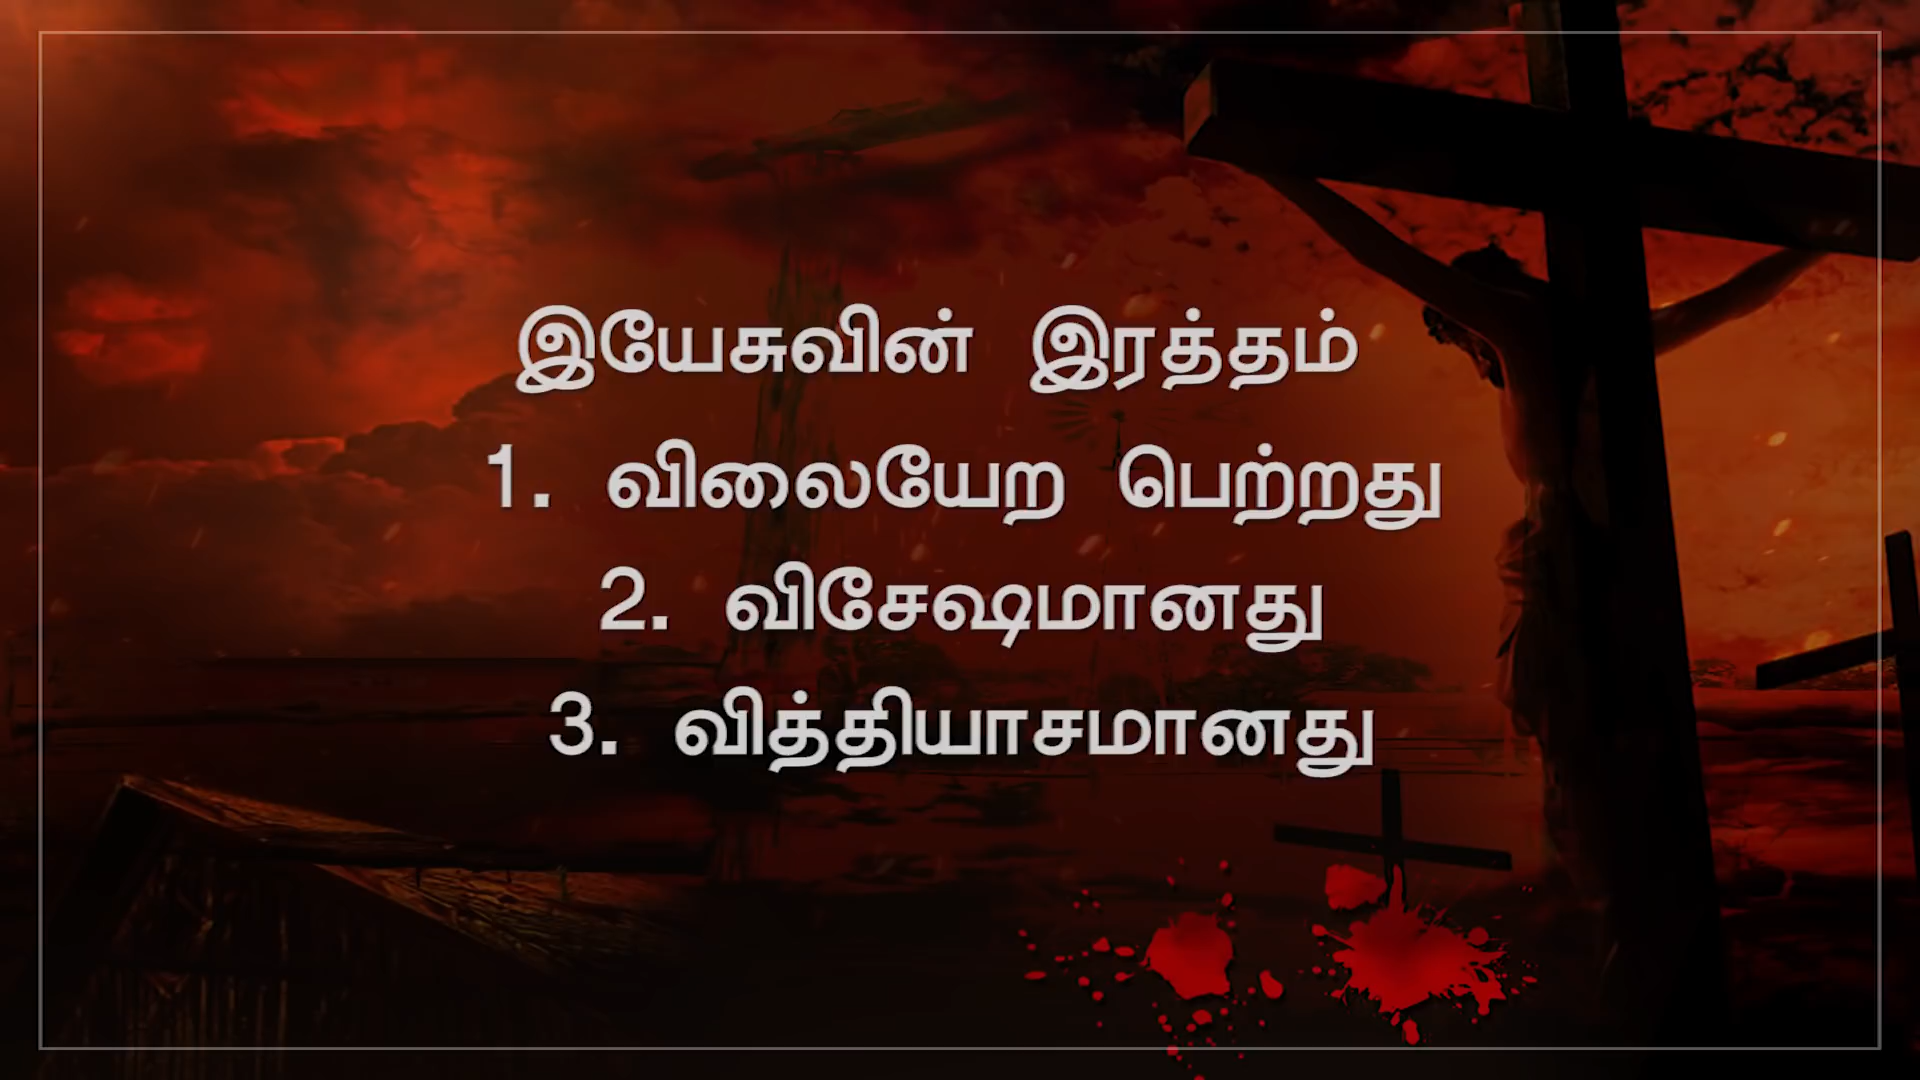 இயேசுவின் இரத்தம்
1. விலையேற பெற்றது
2. விசேஷமானது
3. வித்தியாசமானது